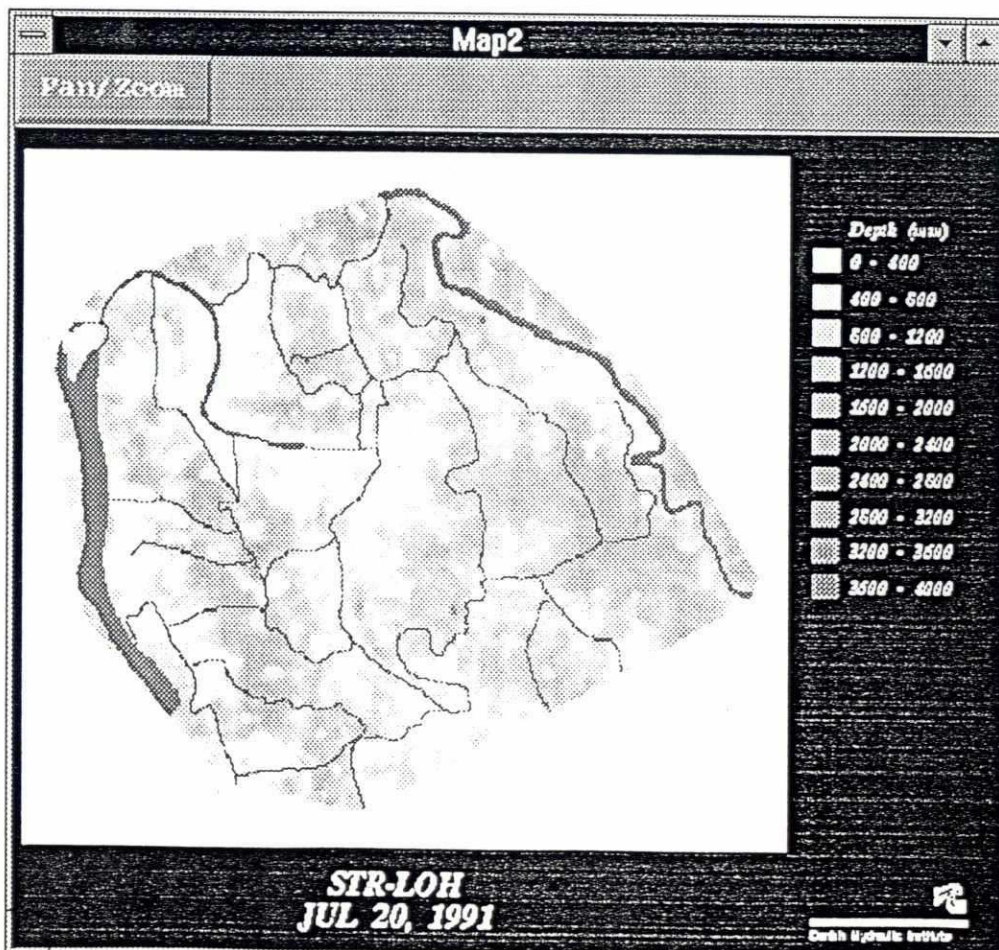 Map2
Pan/Zoom
Depth (mm)
0 - 400
400 - 800
800 - 1200
1200 - 1600
1600 - 2000
2000 - 2400
2400 - 2800
2800 - 3200
3200 - 3600
3600 - 4000
STR-LOH
JUL 20, 1991
Danish Hydraulic Institute